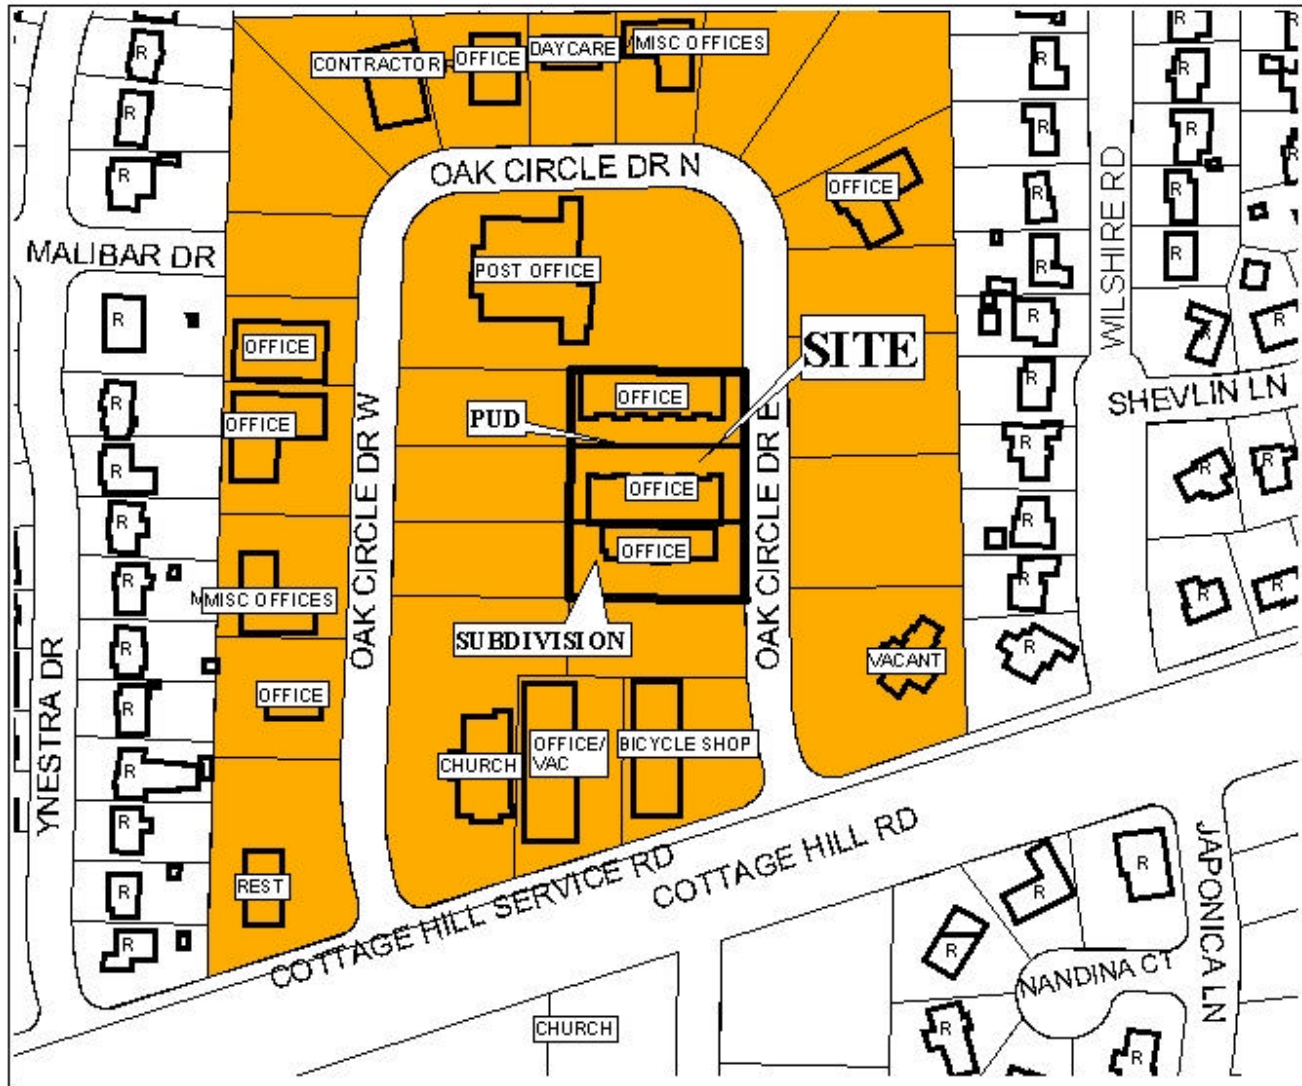 CONTRACTOR
OFFICE
DAYCARE
MISC OFFICES
R
R
R
R
R
R
OAK CIRCLE DR N
OFFICE
WILSHIRE RD
R
R
R
R
R
R
R
MALIBAR DR
POST OFFICE
R
R
R
SITE
OFFICE
OFFICE
R
R
SHEVLIN LN
PUD
OFFICE
OAK CIRCLE DR W
OAK CIRCLE DR E
R
R
R
R
R
OFFICE
OFFICE
R
R
MISC OFFICES
R
R
R
R
SUBDIVISION
YNESTRA DR
R
VACANT
R
OFFICE
R
R
CHURCH
OFFICE/
VAC
BICYCLE SHOP
R
REST
R
R
COTTAGE HILL SERVICE RD
COTTAGE HILL RD
JAPONICA LN
R
R
R
NANDINA CT
CHURCH
R
R